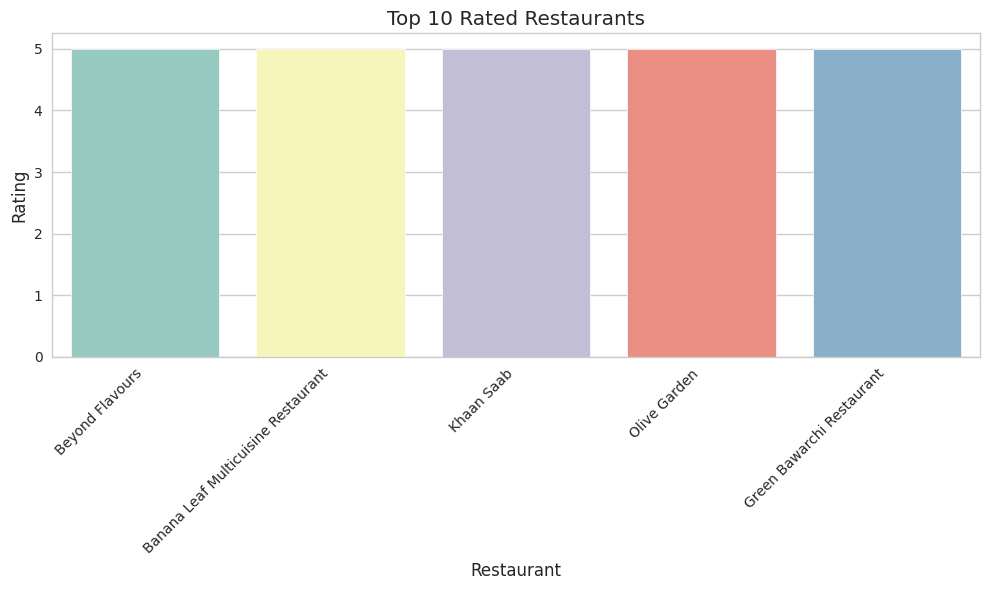 Top 10 Rated Restaurants
Rating
5
4
3
2
1
0
Beyond Flavours
Banana Leaf Multicuisine Restaurant
Khaan Saab
Olive Garden
Green Bawarchi Restaurant
Restaurant